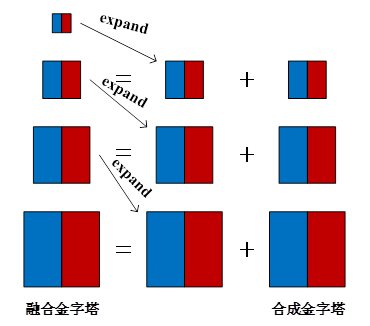 expand
= +
expand
= +
expand
= +
融合金字塔 合成金字塔